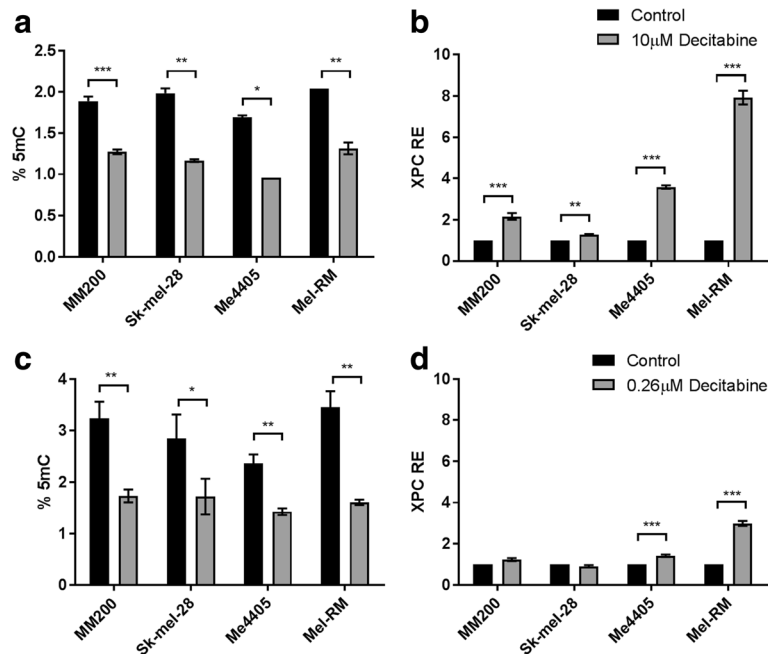 a
2.5
2.0
1.5
1.0
0.5
0.0
% 5mC
***
**
*
**
MM200
Sk-mel-28
Me4405
Mel-RM
b
Control
10μM Decitabine
10
8
6
4
2
0
XPC RE
***
**
***
***
MM200
Sk-mel-28
Me4405
Mel-RM
c
4
3
2
1
0
% 5mC
**
*
**
**
MM200
Sk-mel-28
Me4405
Mel-RM
d
Control
0.26μM Decitabine
10
8
6
4
2
0
XPC RE
***
***
MM200
Sk-mel-28
Me4405
Mel-RM